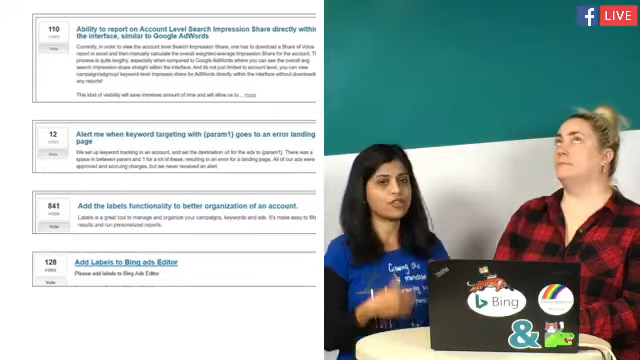 LIVE
110
votes
Vote
Ability to report on Account Level Search Impression Share directly within
the interface, similar to Google AdWords
Currently, in order to view the account level Search Impression Share, one has to download a Share of Voice
report in excel and then manually calculate the overall weighted-average Impression Share for the account. The
process is quite lengthy, especially when compared to Google AdWords where you can see the overall avg
search impression share straight within the interface. And its not just limited to account level, you can view
campaign/adgroup/ keyword level impression share for AdWords directly within the interface without downloading
any reports!
This kind of visibility will save immense amount of time and will allow us to... more
12
votes
Vote
Alert me when keyword targeting with {param1} goes to an error landing
page
We set up keyword tracking in an account, and set the destination url for the ads to {param1}. There was a
space in between param and 1 for a lot of these, resulting in an error for a landing page. All of our ads were
approved and accruing charges, but we never received an alert.
841
votes
Vote
Add the labels functionality to better organization of an account.
Labels is a great tool to manage and organize your campaigns, keywords and ads. It's make easy to
results and run personalized reports.
128
votes
Vote
Add Labels to Bing ads Editor
Please add labels to Bing Ads Editor
ThinkPad
Bing
&